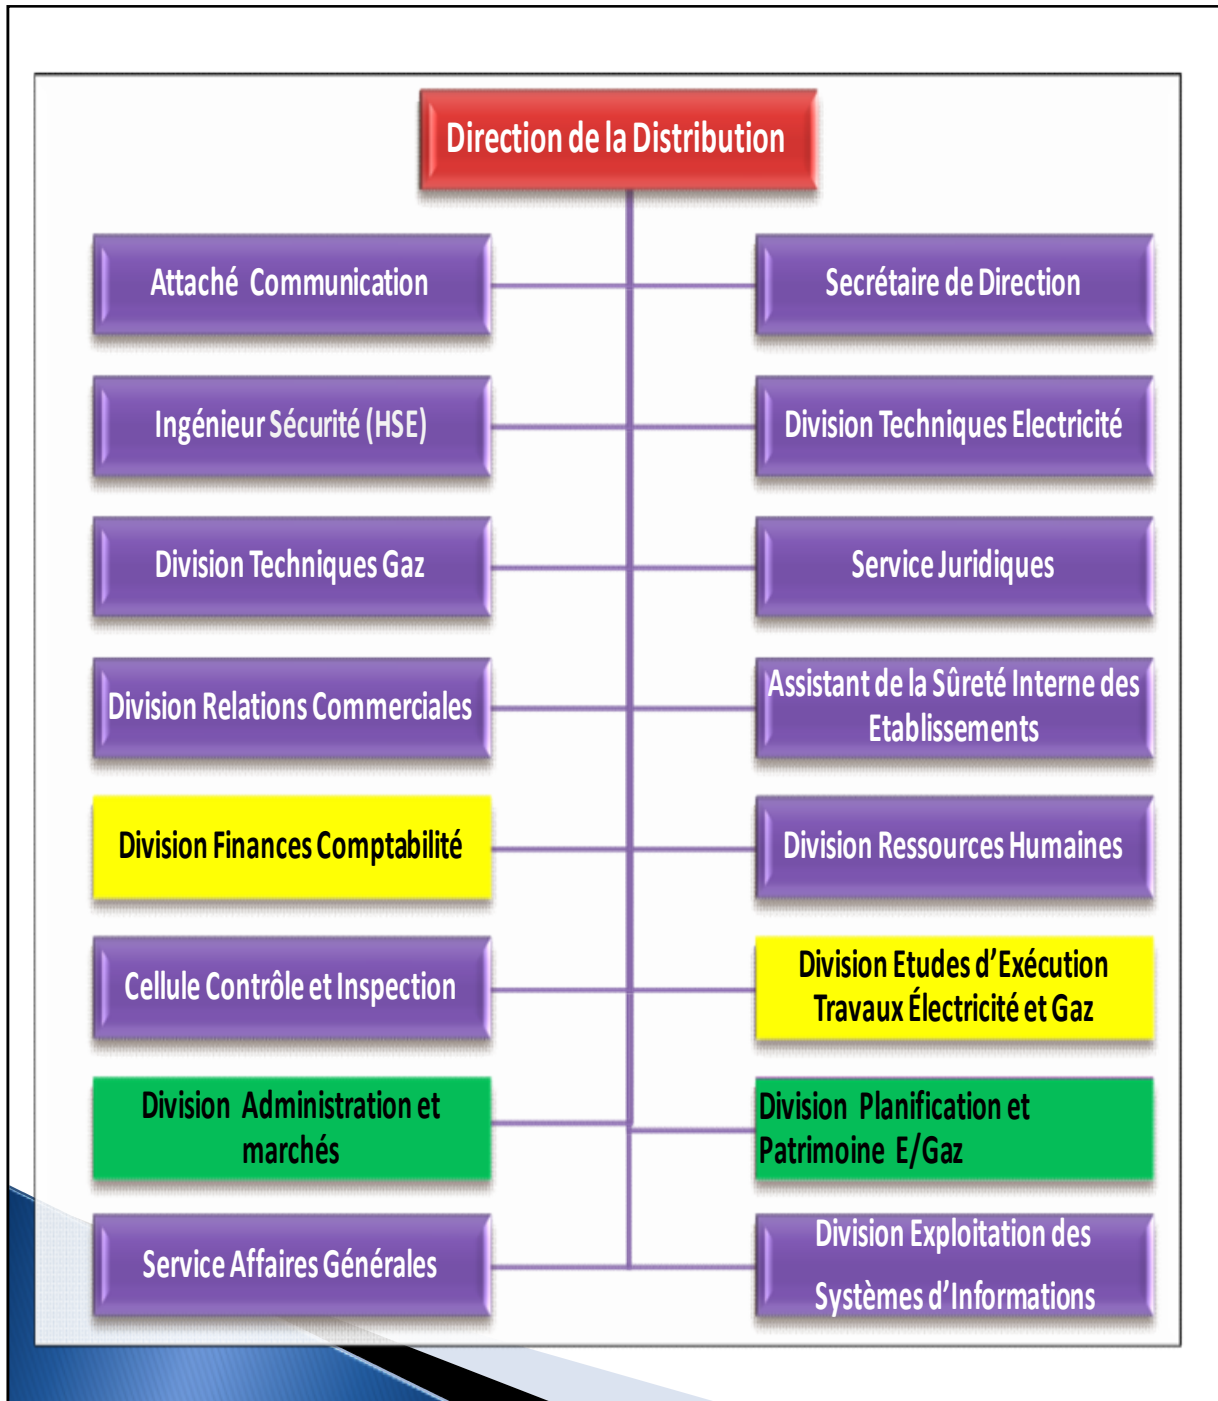 Direction de la Distribution
Attaché Communication
Secrétaire de Direction
Ingénieur Sécurité (HSE)
Division Techniques Electricité
Division Techniques Gaz
Service Juridiques
Division Relations Commerciales
Assistant de la Sûreté Interne des
Etablissements
Division Finances Comptabilité
Division Ressources Humaines
Cellule Contrôle et Inspection
Division Etudes d’Exécution
Travaux Électricité et Gaz
Division Administration et
marchés
Division Planification et
Patrimoine E/Gaz
Service Affaires Générales
Division Exploitation des
Systèmes d’Informations